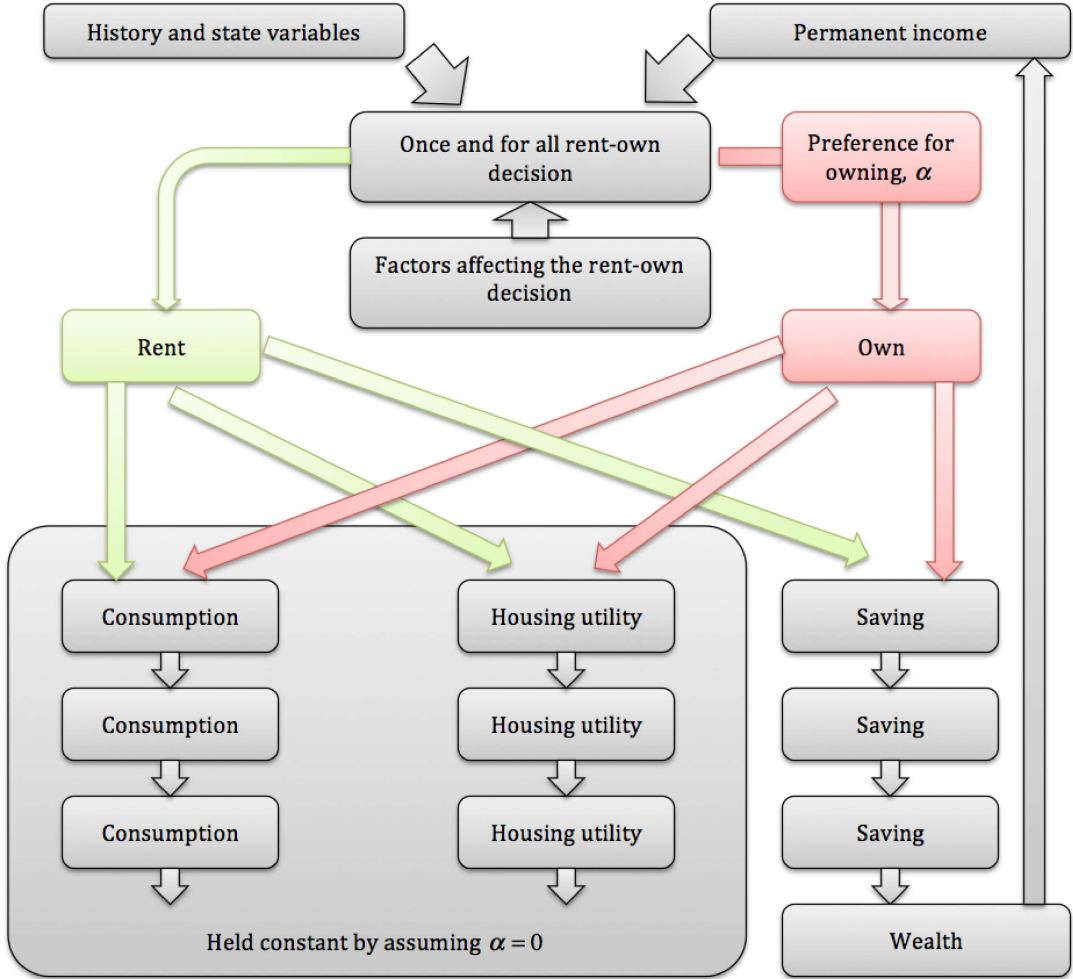 History and state variables
Permanent income
Once and for all rent-own
decision
Preference for
owning, α
Factors affecting the rent-own
decision
Rent
Own
Consumption
Housing utility
Saving
Consumption
Housing utility
Saving
Consumption
Housing utility
Saving
Held constant by assuming α = 0
Wealth